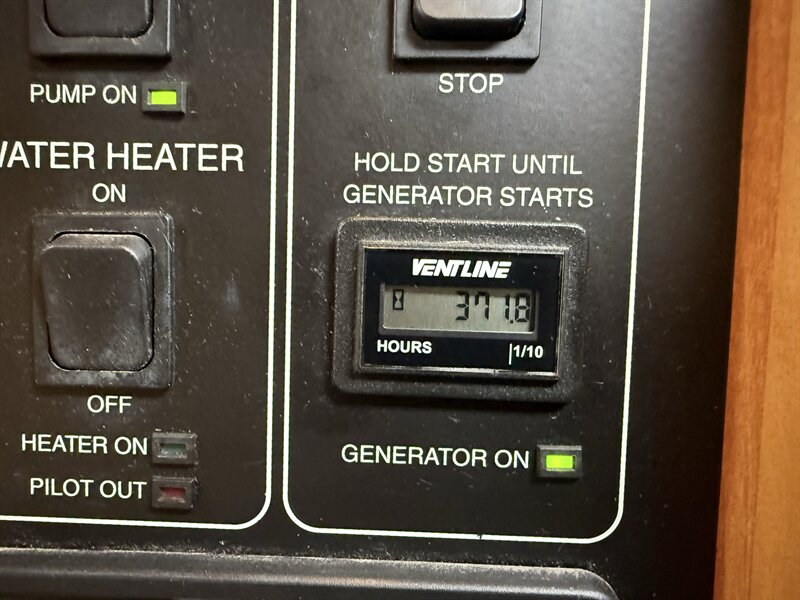 PUMP ON
WATER HEATER
ON
OFF
HEATER ON
PILOT OUT
STOP
HOLD START UNTIL
GENERATOR STARTS
VENTLINE
371.8
HOURS
1/10
GENERATOR ON